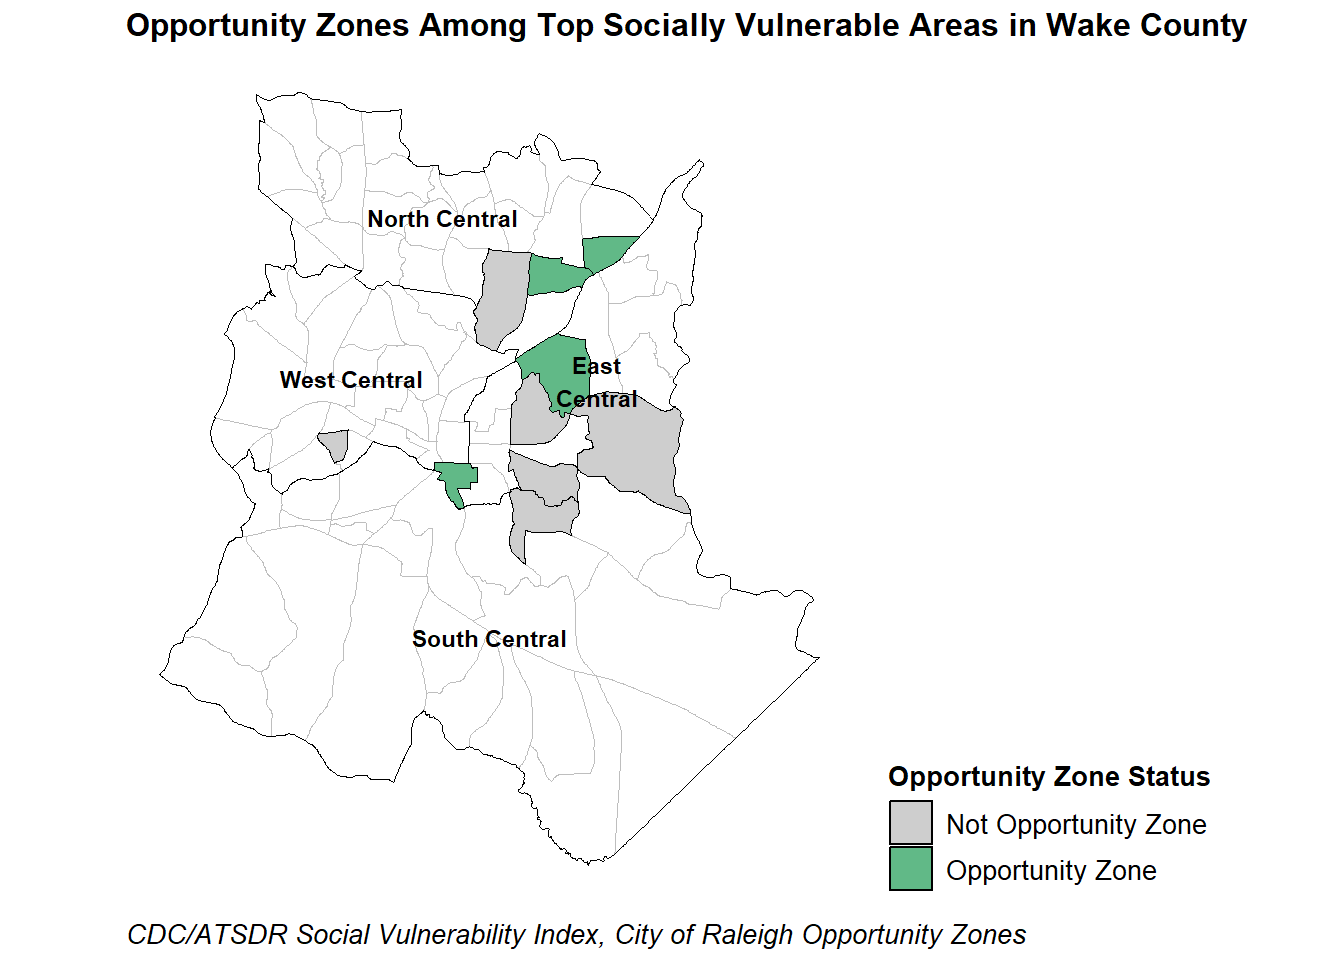 Opportunity Zones Among Top Socially Vulnerable Areas in Wake County
North Central
East
Central
West Central
South Central
Opportunity Zone Status
Not Opportunity Zone
Opportunity Zone
CDC/ATSDR Social Vulnerability Index, City of Raleigh Opportunity Zones